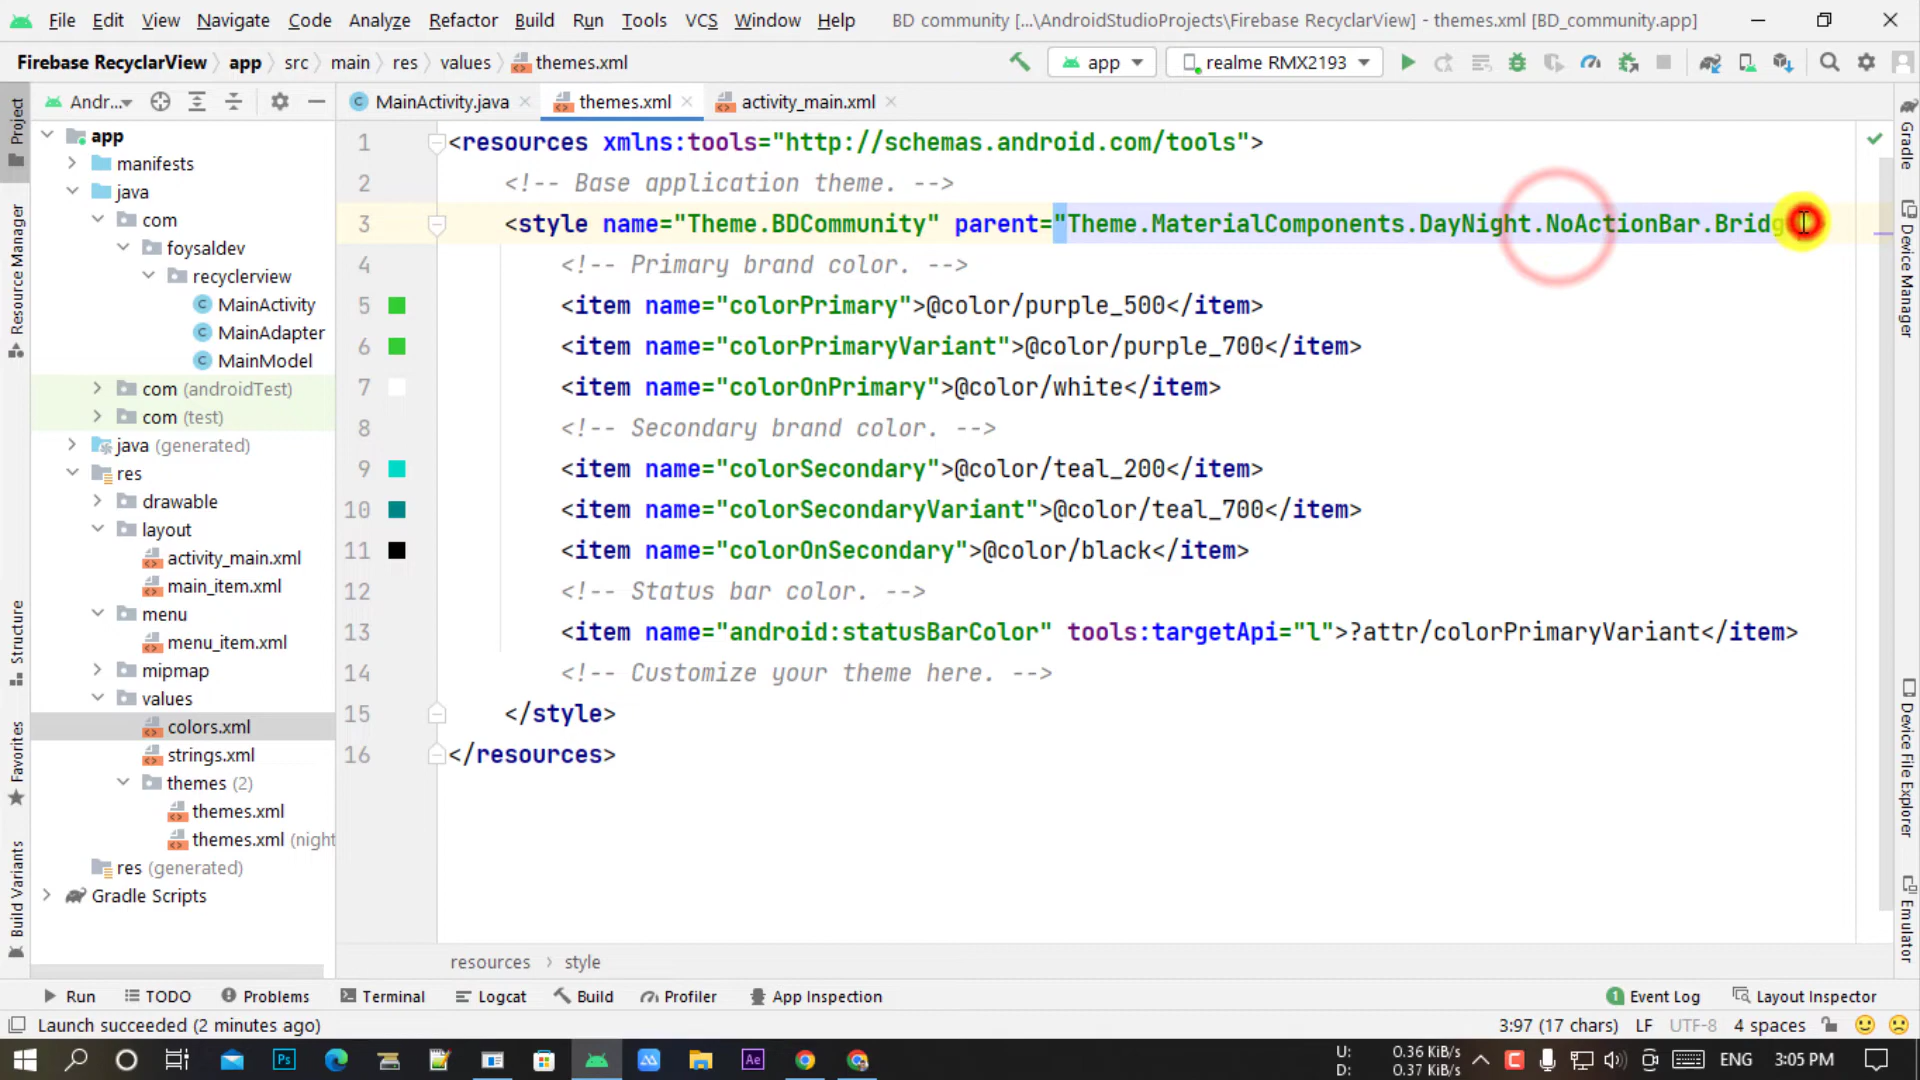 File Edit View Navigate Code Analyze Refactor Build Run Tools VCS Window Help BD community [...\AndroidStudioProjects\Firebase RecyclarView] - themes.xml [BD_community.app]
Firebase RecyclarView app src main res values themes.xml app realme RMX2193
Project Andr... MainActivity.java themes.xml activity_main.xml
Resource Manager
Structure
Favorites
Build Variants
app
manifests
java
com
foysaldev
recyclerview
MainActivity
MainAdapter
MainModel
com (androidTest)
com (test)
java (generated)
res
drawable
layout
activity_main.xml
main_item.xml
menu
menu_item.xml
mipmap
values
colors.xml
strings.xml
themes (2)
themes.xml
themes.xml (night
res (generated)
Gradle Scripts
1 <resources xmlns:tools="http://schemas.android.com/tools">
2 <!-- Base application theme. -->
3 <style name="Theme.BDCommunity" parent="Theme.MaterialComponents.DayNight.NoActionBar.Bridg
4 <!-- Primary brand color. -->
5 <item name="colorPrimary">@color/purple_500</item>
6 <item name="colorPrimaryVariant">@color/purple_700</item>
7 <item name="colorOnPrimary">@color/white</item>
8 <!-- Secondary brand color. -->
9 <item name="colorSecondary">@color/teal_200</item>
10 <item name="colorSecondaryVariant">@color/teal_700</item>
11 <item name="colorOnSecondary">@color/black</item>
12 <!-- Status bar color. -->
13 <item name="android:statusBarColor" tools:targetApi="l">?attr/colorPrimaryVariant</item>
14 <!-- Customize your theme here. -->
15 </style>
16 </resources>
Gradle
Device Manager
Device File Explorer
Emulator
resources › style
Run TODO Problems Terminal Logcat Build Profiler App Inspection 1 Event Log Layout Inspector
Launch succeeded (2 minutes ago) 3:97 (17 chars) LF UTF-8 4 spaces
Ps Ae
U: 0.36 KiB/s
D: 0.37 KiB/s
ENG 3:05 PM